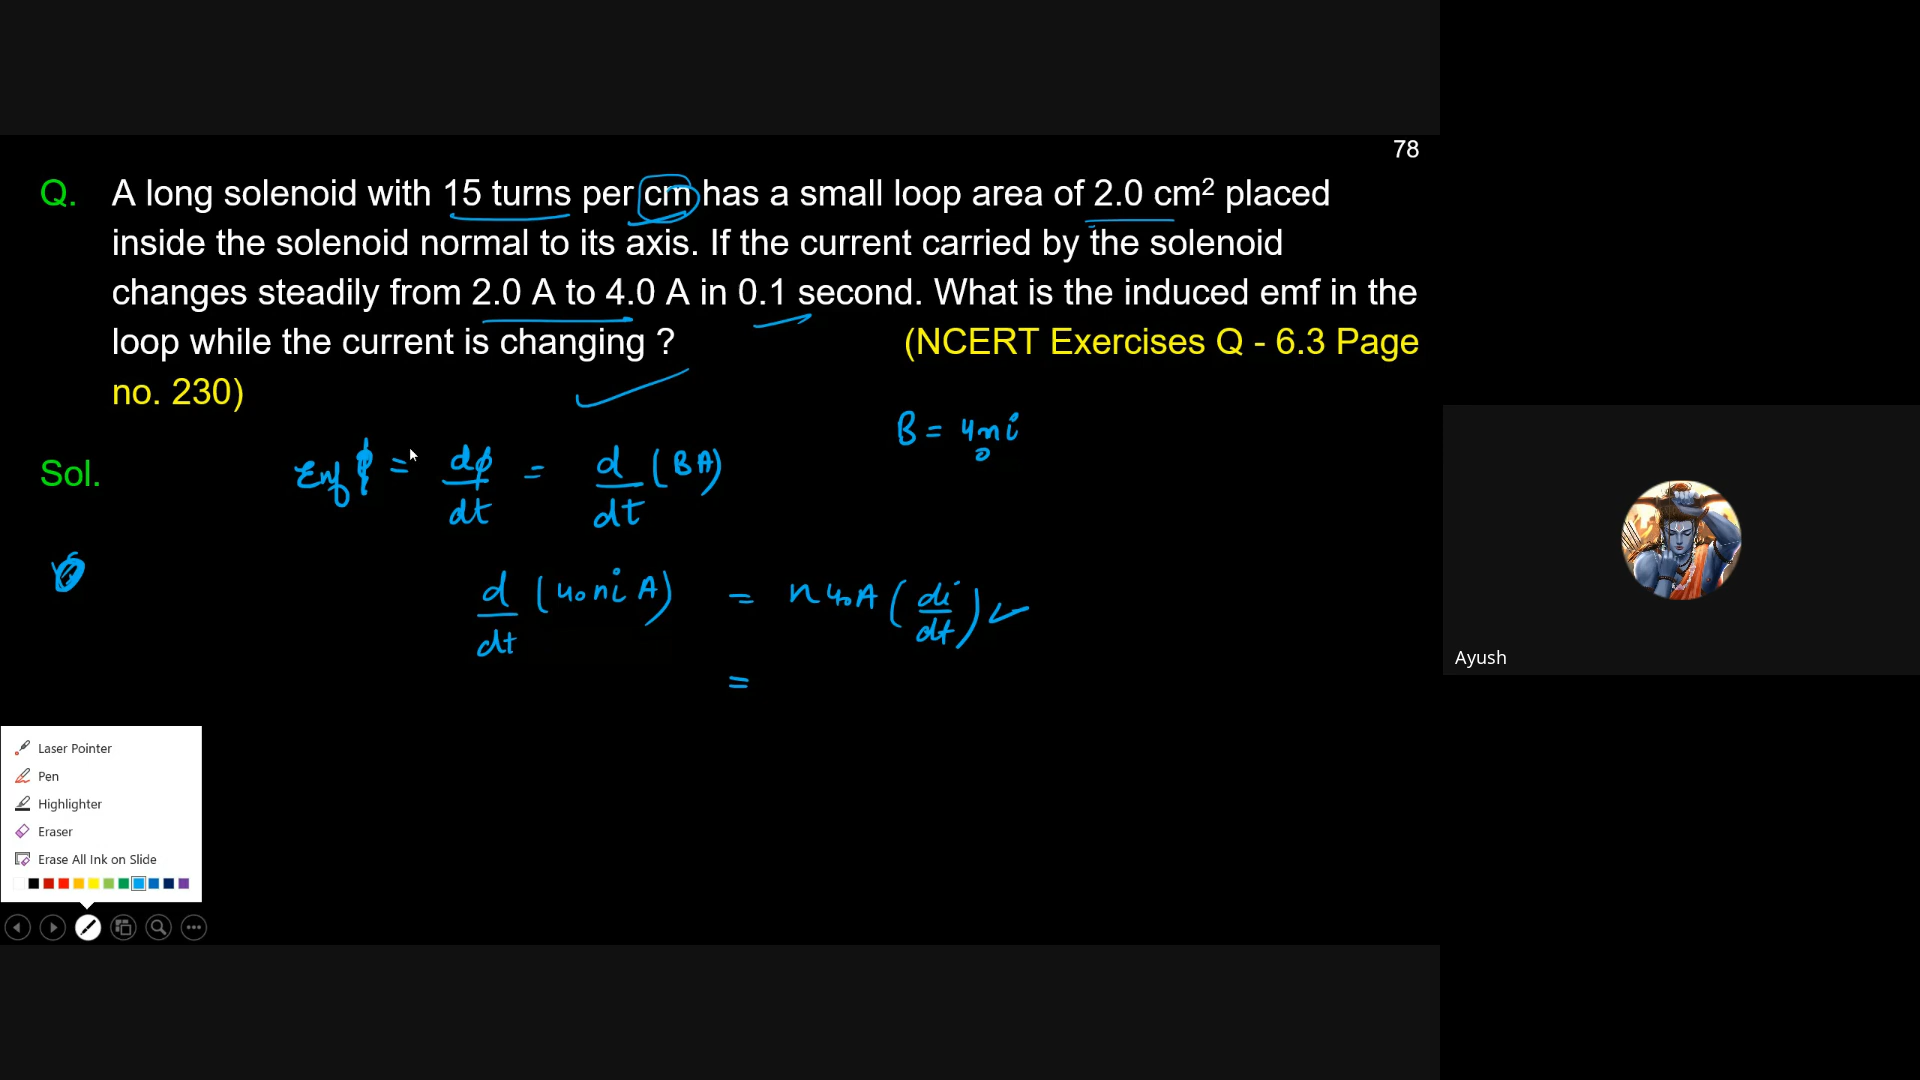 78
Q. A long solenoid with 15 turns per cm has a small loop area of 2.0 cm² placed
inside the solenoid normal to its axis. If the current carried by the solenoid
changes steadily from 2.0 A to 4.0 A in 0.1 second. What is the induced emf in the
loop while the current is changing ? (NCERT Exercises Q - 6.3 Page
no. 230)
B = μ₀ni
Sol. Emf = dφ/dt = d/dt (BA)
d/dt (μ₀niA) = nμ₀A (di/dt)
=
Ayush
Laser Pointer
Pen
Highlighter
Eraser
Erase All Ink on Slide